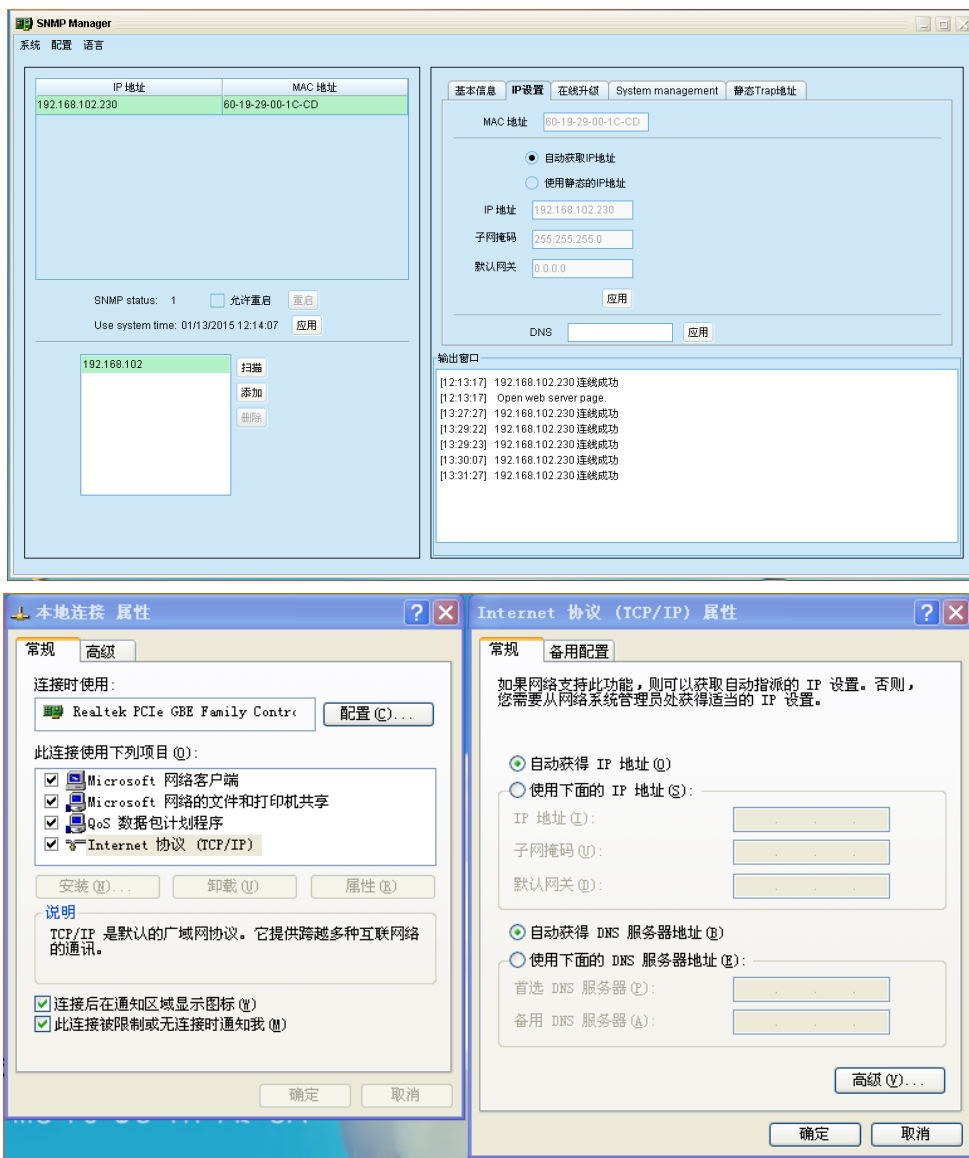 SNMP Manager
系统 配置 语言
IP 地址 MAC 地址
192.168.102.230 60-19-29-00-1C-CD
SNMP status: 1 允许重启 重启
Use system time: 01/13/2015 12:14:07 应用
192.168.102
扫描
添加
删除
基本信息 IP设置 在线升级 System management 静态Trap地址
MAC 地址 60-19-29-00-1C-CD
自动获取IP地址
使用静态的IP地址
IP 地址 192.168.102.230
子网掩码 255.255.255.0
默认网关 0.0.0.0
应用
DNS 应用
输出窗口
[12:13:17] 192.168.102.230 连线成功
[12:13:17] Open web server page.
[13:27:27] 192.168.102.230 连线成功
[13:29:22] 192.168.102.230 连线成功
[13:29:23] 192.168.102.230 连线成功
[13:30:07] 192.168.102.230 连线成功
[13:31:27] 192.168.102.230 连线成功
本地连接 属性
常规 高级
连接时使用:
Realtek PCIe GBE Family Contr 配置(C)...
此连接使用下列项目(O):
Microsoft 网络客户端
Microsoft 网络的文件和打印机共享
QoS 数据包计划程序
Internet 协议 (TCP/IP)
安装(N)... 卸载(U) 属性(R)
说明
TCP/IP 是默认的广域网协议。它提供跨越多种互联网络
的通讯。
连接后在通知区域显示图标(W)
此连接被限制或无连接时通知我(M)
确定 取消
Internet 协议 (TCP/IP) 属性
常规 备用配置
如果网络支持此功能，则可以获取自动指派的 IP 设置。否则，
您需要从网络系统管理员处获得适当的 IP 设置。
自动获得 IP 地址(O)
使用下面的 IP 地址(S):
IP 地址(I):
子网掩码(U):
默认网关(D):
自动获得 DNS 服务器地址(B)
使用下面的 DNS 服务器地址(E):
首选 DNS 服务器(P):
备用 DNS 服务器(A):
高级(V)...
确定 取消